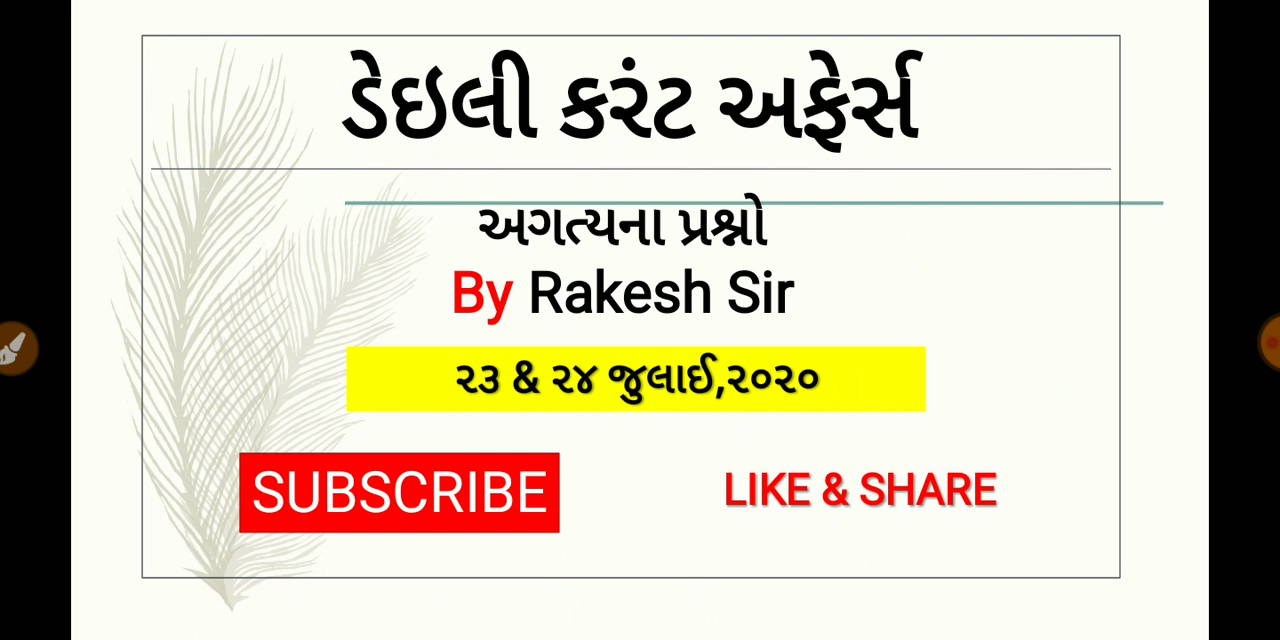 ડેઇલી કરંટ અફેર્સ
અગત્યના પ્રશ્નો
By Rakesh Sir
૨૩ & ૨૪ જુલાઈ,૨૦૨૦
SUBSCRIBE
LIKE & SHARE